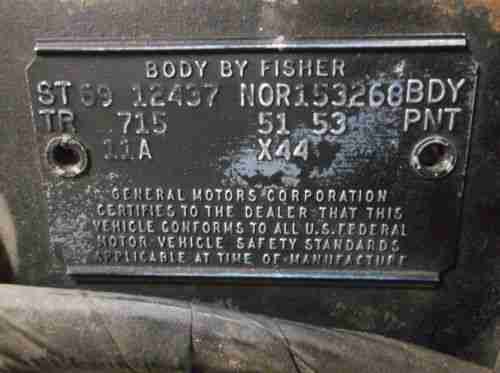 BODY BY FISHER
ST 69 12437 NOR153268 BDY
TR 715 51 53 PNT
11A X44
GENERAL MOTORS CORPORATION
CERTIFIES TO THE DEALER THAT THIS
VEHICLE CONFORMS TO ALL U.S. FEDERAL
MOTOR VEHICLE SAFETY STANDARDS
APPLICABLE AT TIME OF MANUFACTURE